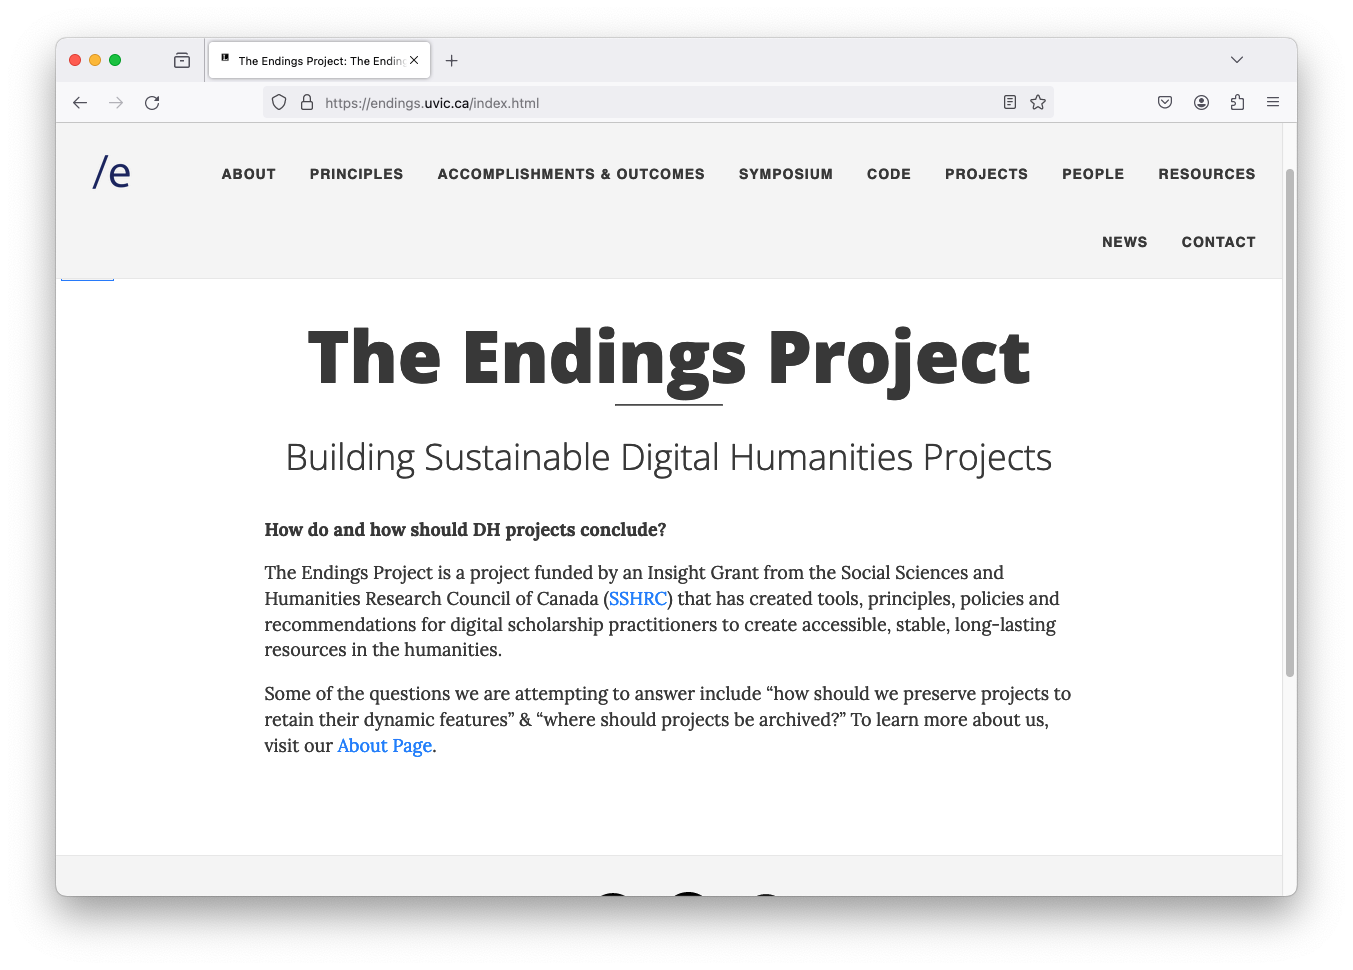 The Endings Project: The Ending
https://endings.uvic.ca/index.html
/e
ABOUT PRINCIPLES ACCOMPLISHMENTS & OUTCOMES SYMPOSIUM CODE PROJECTS PEOPLE RESOURCES
NEWS CONTACT
The Endings Project
Building Sustainable Digital Humanities Projects
How do and how should DH projects conclude?
The Endings Project is a project funded by an Insight Grant from the Social Sciences and
Humanities Research Council of Canada (SSHRC) that has created tools, principles, policies and
recommendations for digital scholarship practitioners to create accessible, stable, long-lasting
resources in the humanities.
Some of the questions we are attempting to answer include “how should we preserve projects to
retain their dynamic features” & “where should projects be archived?” To learn more about us,
visit our About Page.